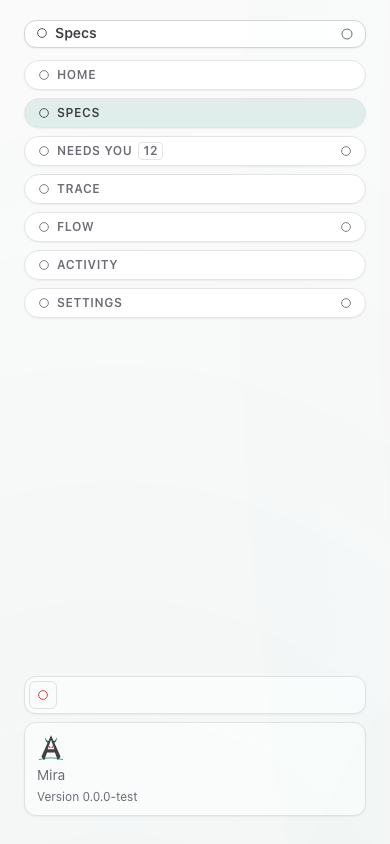 Specs
HOME
SPECS
NEEDS YOU 12
TRACE
FLOW
ACTIVITY
SETTINGS
Mira
Version 0.0.0-test